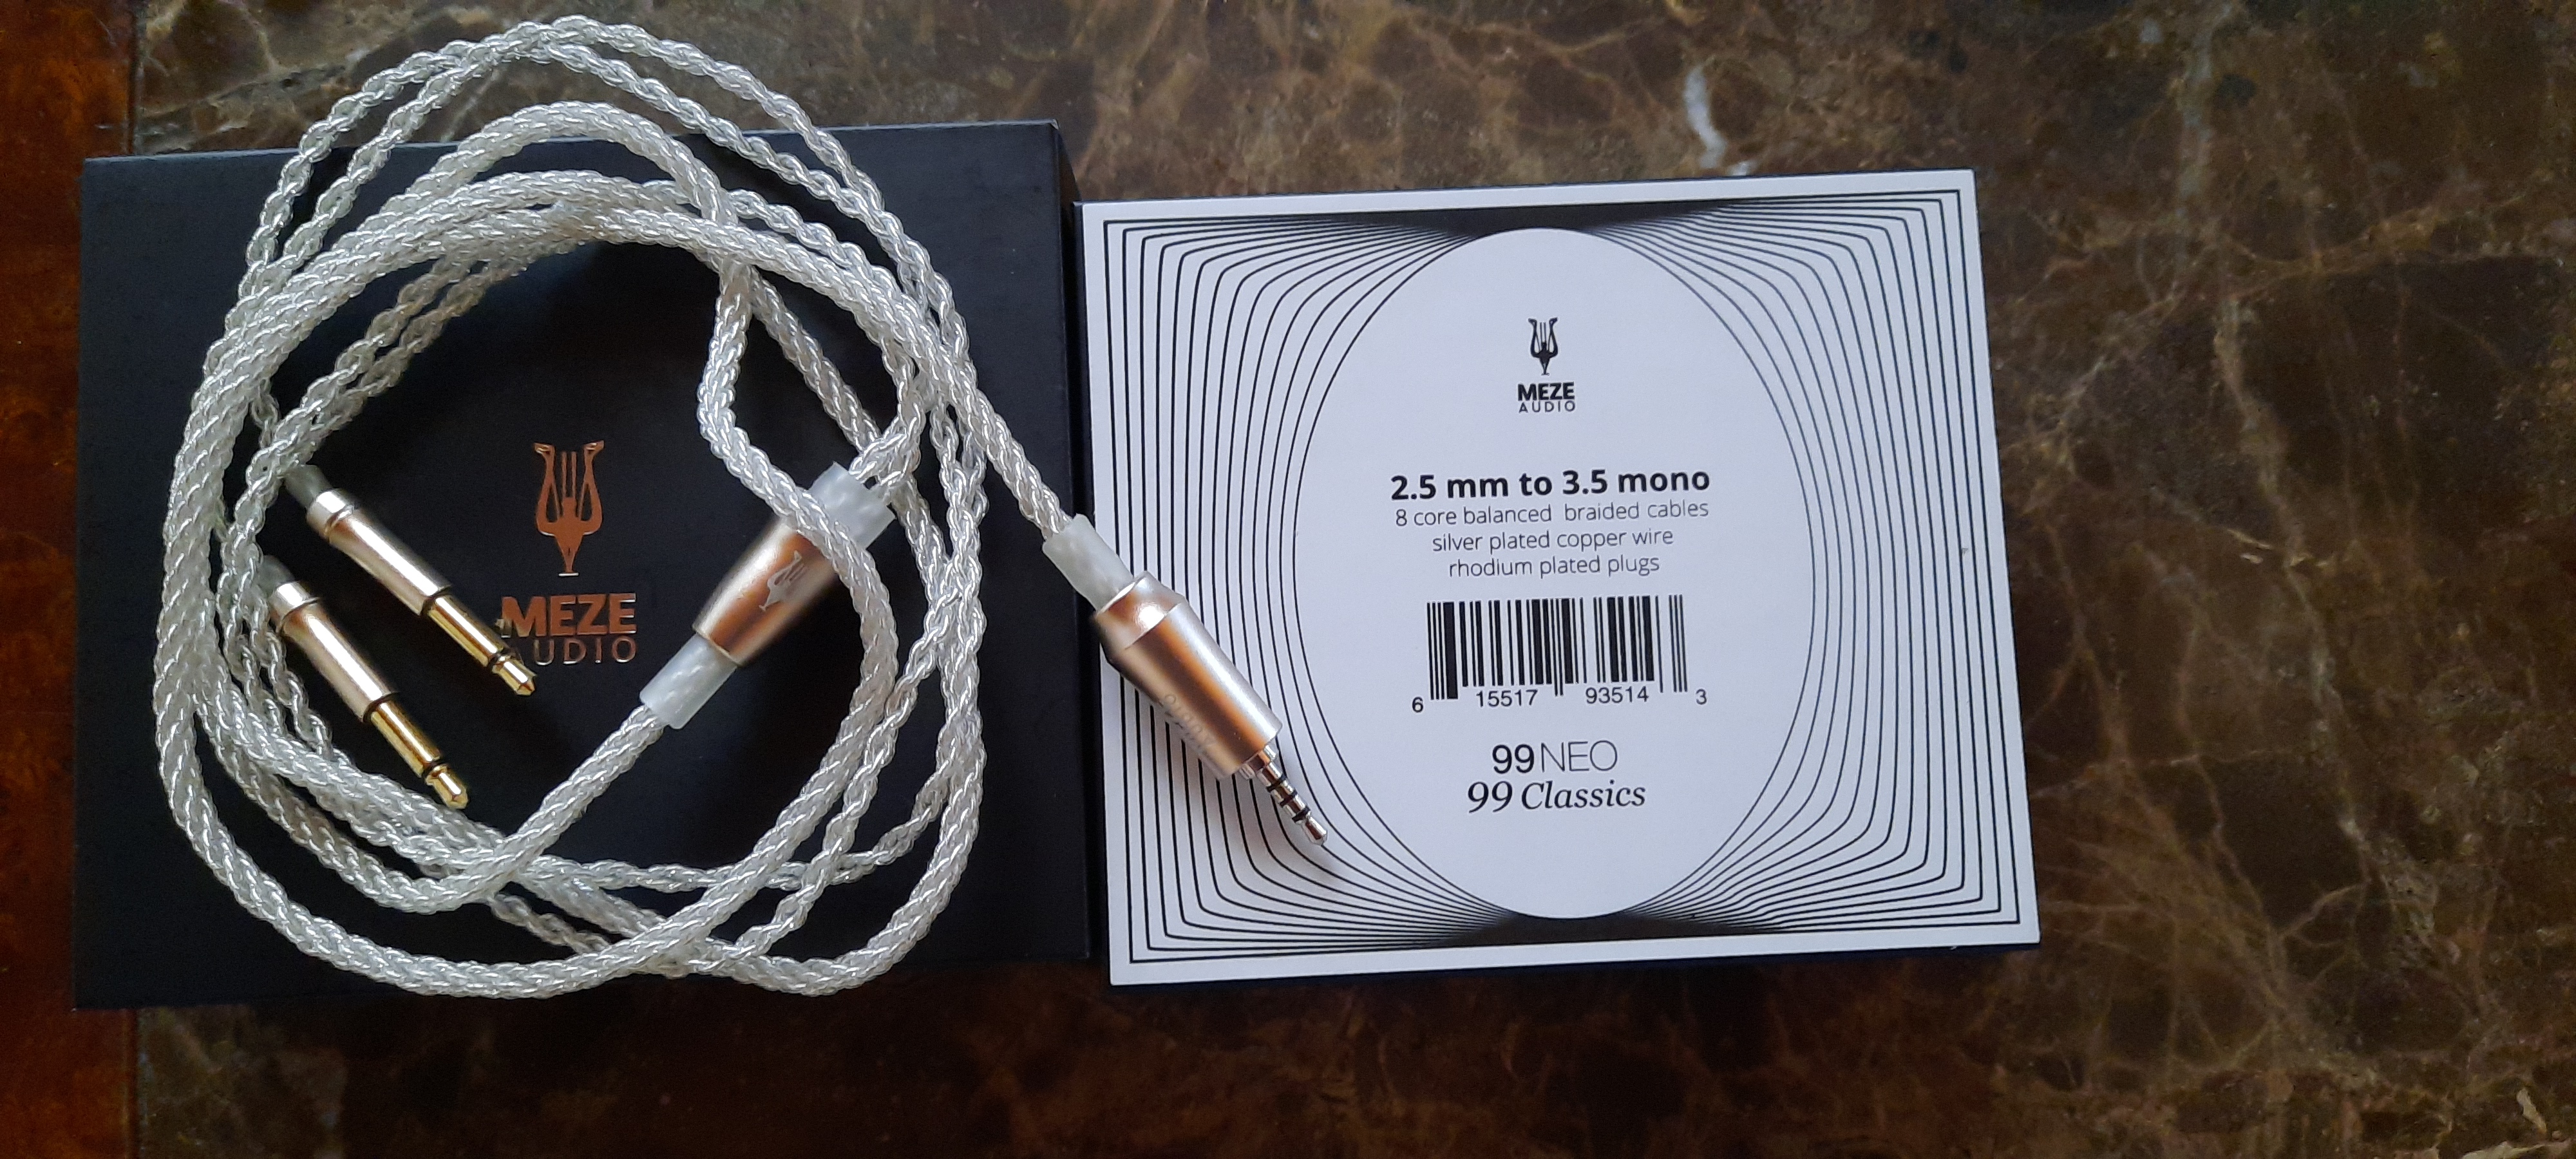 MEZE
AUDIO
MEZE
AUDIO
2.5 mm to 3.5 mono
8 core balanced braided cables
silver plated copper wire
rhodium plated plugs
6 15517 93514 3
99 NEO
99 Classics
audio